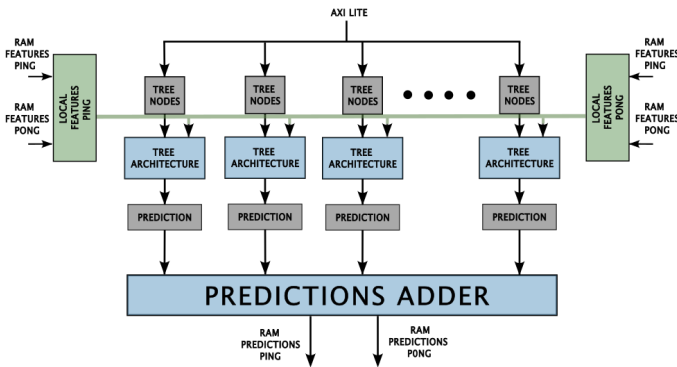 AXI LITE
RAM
FEATURES
PING
RAM
FEATURES
PONG
LOCAL
FEATURES
PING
TREE
NODES
TREE
NODES
TREE
NODES
TREE
NODES
RAM
FEATURES
PING
RAM
FEATURES
PONG
LOCAL
FEATURES
PONG
TREE
ARCHITECTURE
TREE
ARCHITECTURE
TREE
ARCHITECTURE
TREE
ARCHITECTURE
PREDICTION
PREDICTION
PREDICTION
PREDICTION
PREDICTIONS ADDER
RAM
PREDICTIONS
PING
RAM
PREDICTIONS
PONG